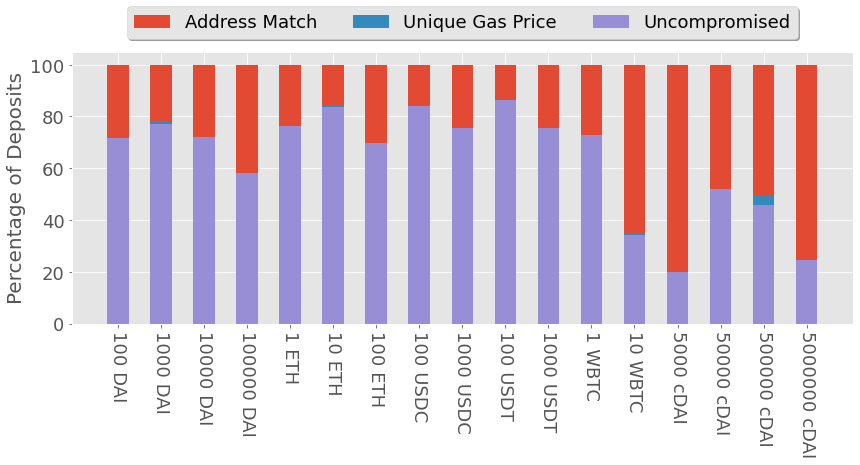 Address Match Unique Gas Price Uncompromised
Percentage of Deposits
100
80
60
40
20
0
100 DAI
1000 DAI
10000 DAI
100000 DAI
1 ETH
10 ETH
100 ETH
100 USDC
1000 USDC
100 USDT
1000 USDT
1 WBTC
10 WBTC
5000 cDAI
50000 cDAI
500000 cDAI
5000000 cDAI